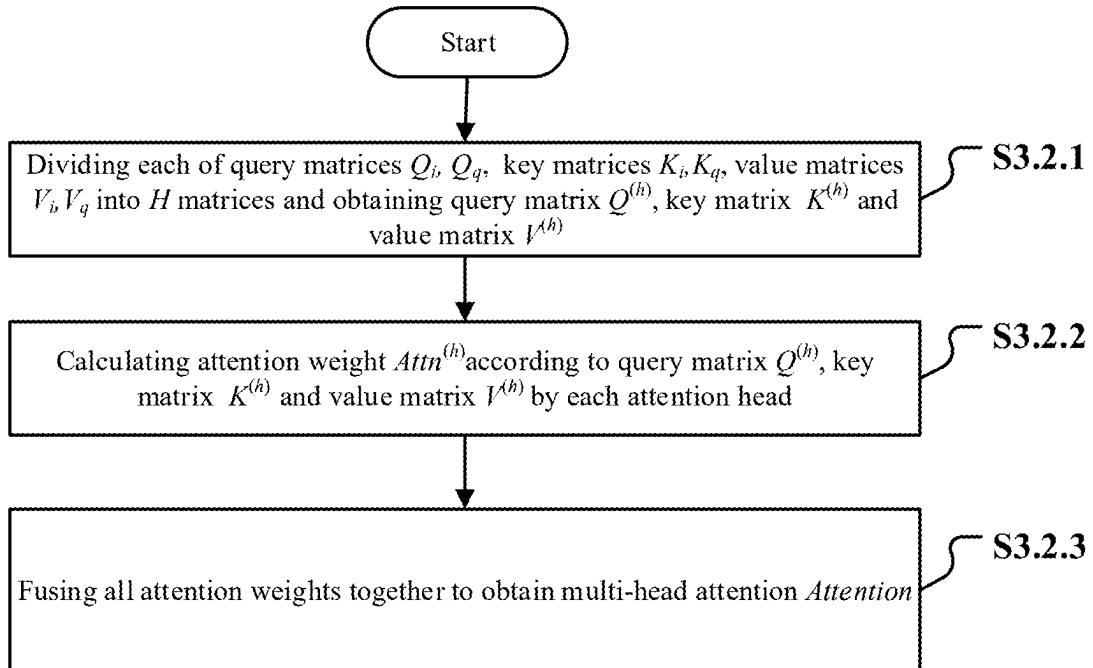 Start
Dividing each of query matrices Qᵢ, Q_q, key matrices Kᵢ, K_q, value matrices
Vᵢ, V_q into H matrices and obtaining query matrix Q⁽ʰ⁾, key matrix K⁽ʰ⁾ and
value matrix V⁽ʰ⁾
S3.2.1
Calculating attention weight Attn⁽ʰ⁾ according to query matrix Q⁽ʰ⁾, key
matrix K⁽ʰ⁾ and value matrix V⁽ʰ⁾ by each attention head
S3.2.2
Fusing all attention weights together to obtain multi-head attention Attention
S3.2.3